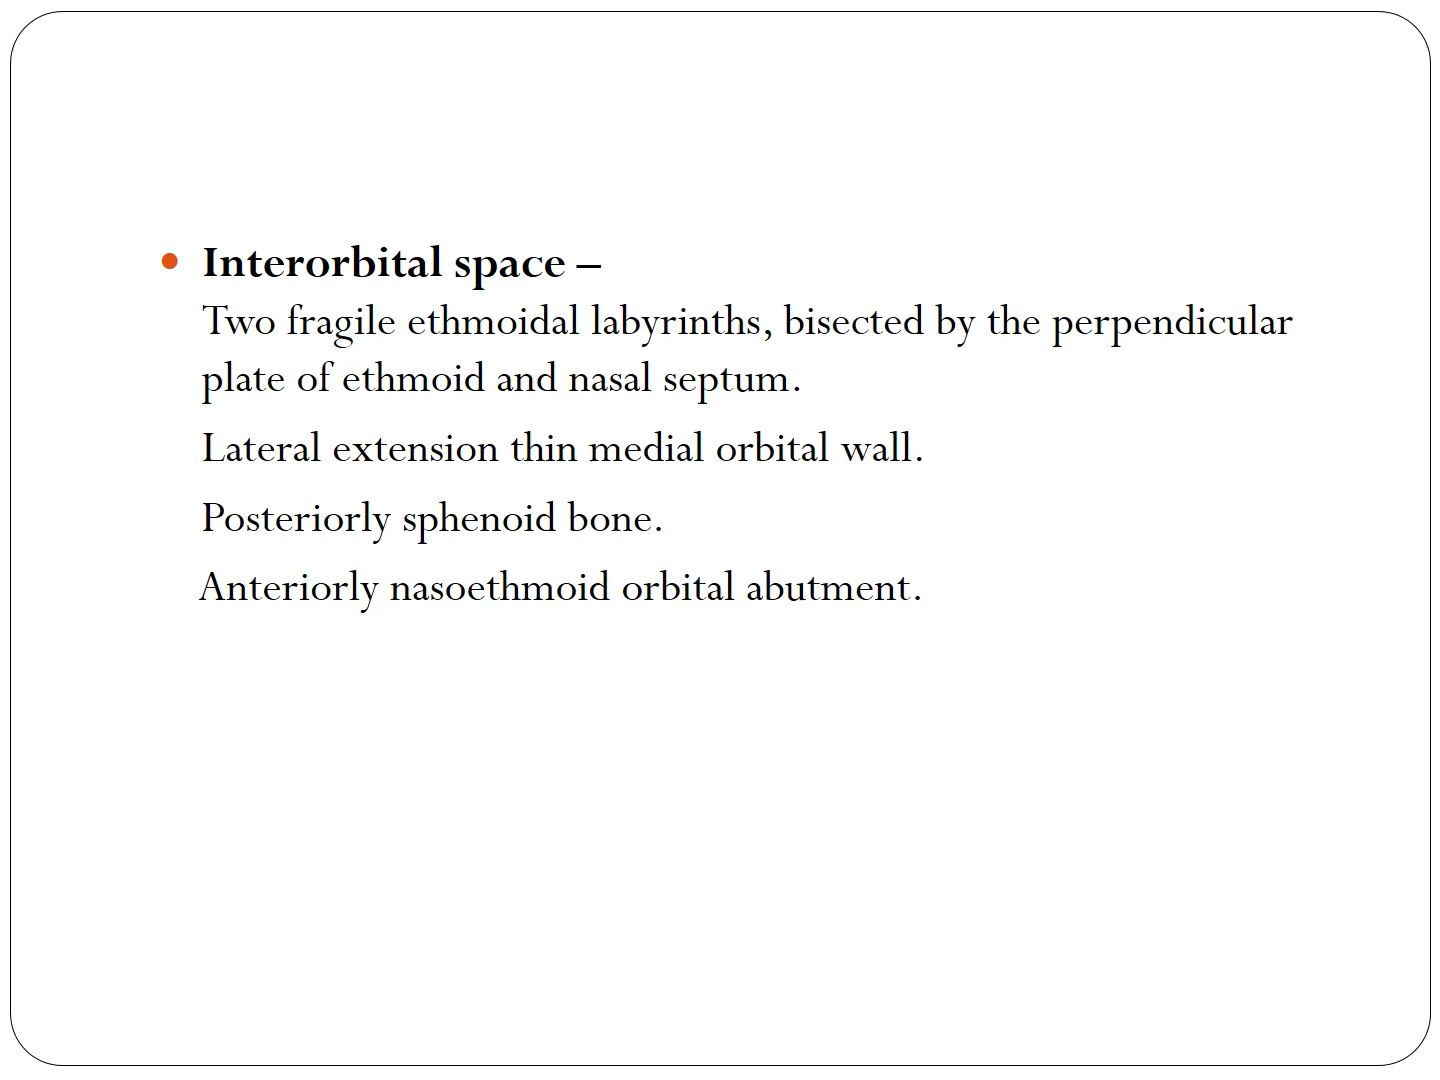 • Interorbital space –
Two fragile ethmoidal labyrinths, bisected by the perpendicular
plate of ethmoid and nasal septum.
Lateral extension thin medial orbital wall.
Posteriorly sphenoid bone.
Anteriorly nasoethmoid orbital abutment.